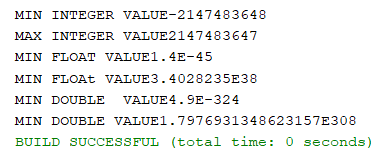 MIN INTEGER VALUE-2147483648
MAX INTEGER VALUE2147483647
MIN FLOAT VALUE1.4E-45
MIN FLOAt VALUE3.4028235E38
MIN DOUBLE  VALUE4.9E-324
MIN DOUBLE VALUE1.7976931348623157E308
BUILD SUCCESSFUL (total time: 0 seconds)